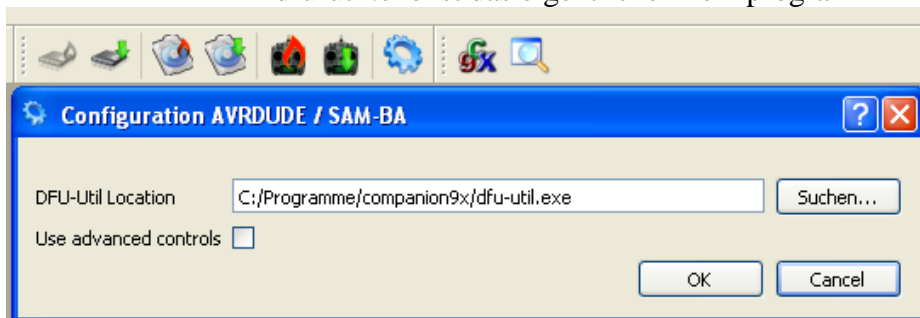 Configuration AVRDUDE / SAM-BA
DFU-Util Location C:/Programme/companion9x/dfu-util.exe Suchen...
Use advanced controls
OK Cancel